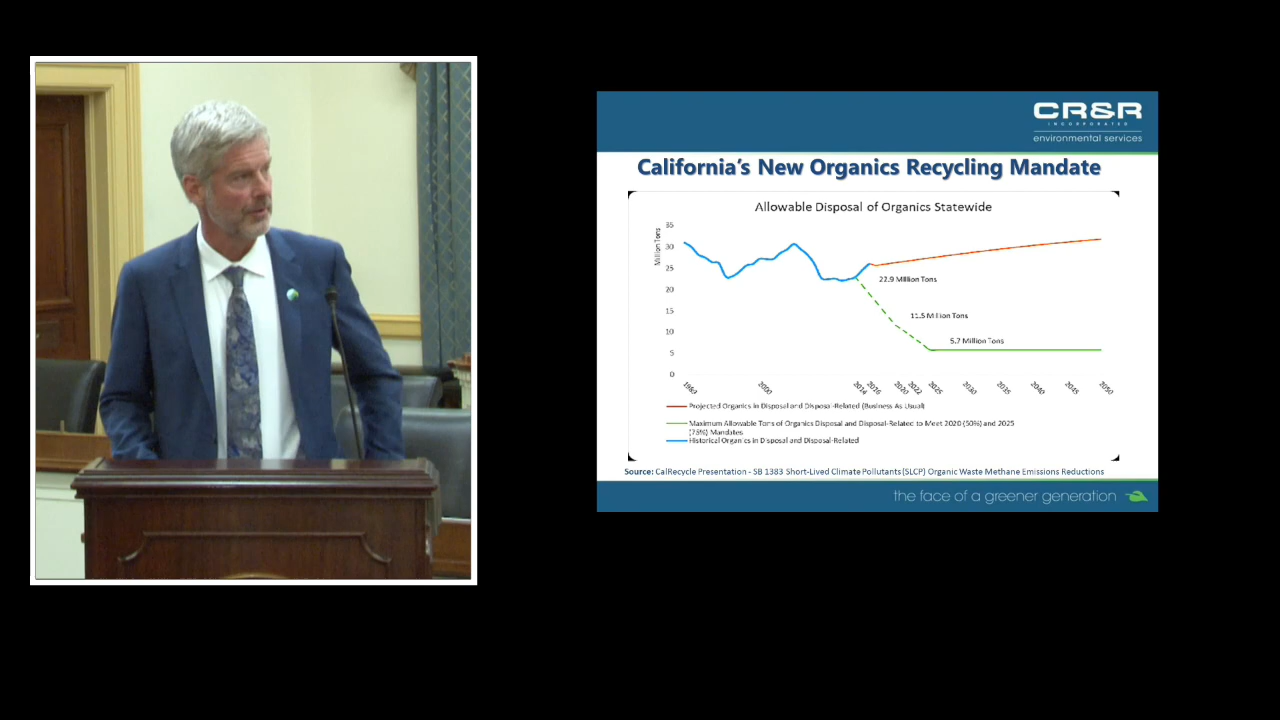 CR&R
INCORPORATED
environmental services
California's New Organics Recycling Mandate
Allowable Disposal of Organics Statewide
Million Tons
35
30
25
20
15
10
5
0
22.9 Million Tons
11.5 Million Tons
5.7 Million Tons
1989 2000 2014 2016 2020 2022 2025 2030 2035 2040 2045 2050
Projected Organics in Disposal and Disposal-Related (Business As Usual)
Maximum Allowable Tons of Organics Disposal and Disposal-Related to Meet 2020 (50%) and 2025
(75%) Mandates
Historical Organics in Disposal and Disposal-Related
Source: CalRecycle Presentation - SB 1383 Short-Lived Climate Pollutants (SLCP) Organic Waste Methane Emissions Reductions
the face of a greener generation